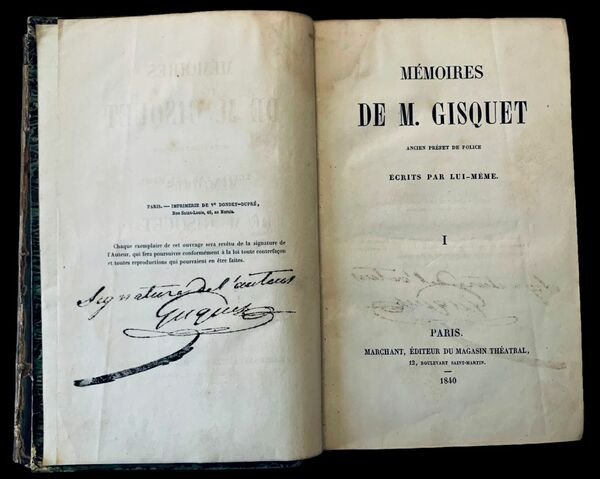 PARIS. — IMPRIMERIE DE Ve DONDEY-DUPRÉ,
Rue Saint-Louis, 46, au Marais.
Chaque exemplaire de cet ouvrage sera revêtu de la signature de
l'Auteur, qui fera poursuivre conformément à la loi toute contrefaçon
et toutes reproductions qui pourraient en être faites.
Signature de l'auteur
Gisquet
MÉMOIRES
DE M. GISQUET
ANCIEN PRÉFET DE POLICE
ÉCRITS PAR LUI-MÊME.
I
PARIS.
MARCHANT, ÉDITEUR DU MAGASIN THÉATRAL,
12, BOULEVART SAINT-MARTIN.
1840